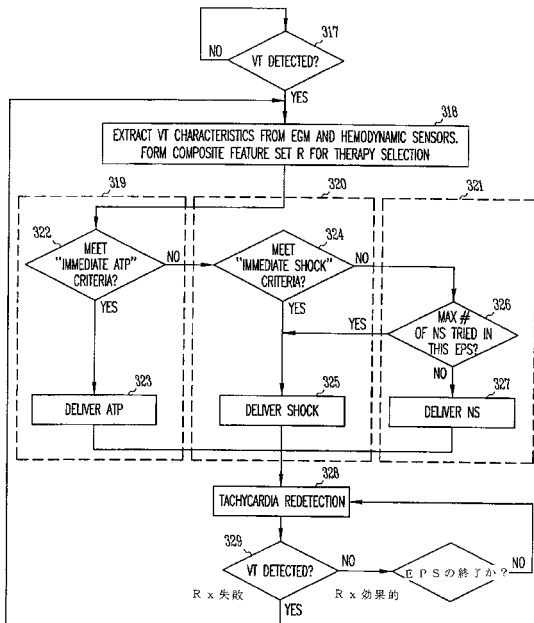 317
NO
VT DETECTED?
YES
318
EXTRACT VT CHARACTERISTICS FROM EGM AND HEMODYNAMIC SENSORS.
FORM COMPOSITE FEATURE SET R FOR THERAPY SELECTION
319
320
321
322
MEET
"IMMEDIATE ATP"
CRITERIA?
NO
YES
324
MEET
"IMMEDIATE SHOCK"
CRITERIA?
NO
YES
326
MAX #
OF NS TRIED IN
THIS EPS?
YES
NO
323
DELIVER ATP
325
DELIVER SHOCK
327
DELIVER NS
328
TACHYCARDIA REDETECTION
329
VT DETECTED?
NO
EPSの終了か?
NO
Rx失敗
YES
Rx効果的